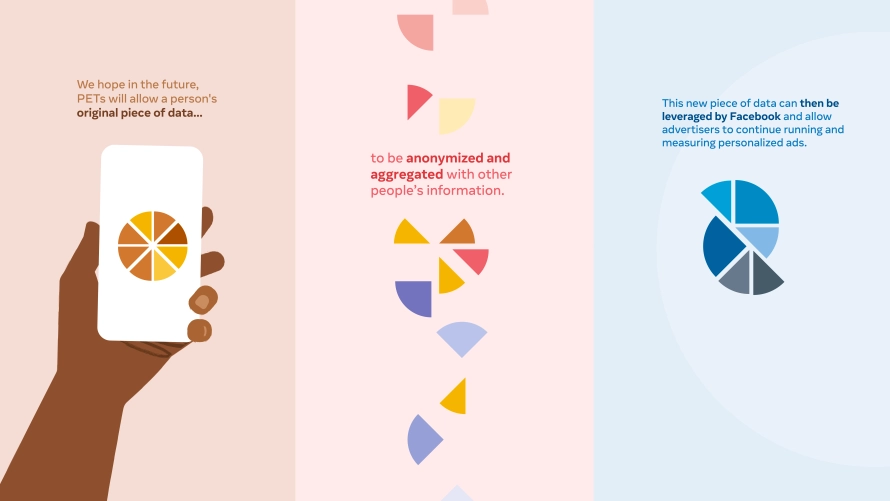 We hope in the future,
PETs will allow a person's
original piece of data...
to be anonymized and
aggregated with other
people's information.
This new piece of data can then be
leveraged by Facebook and allow
advertisers to continue running and
measuring personalized ads.